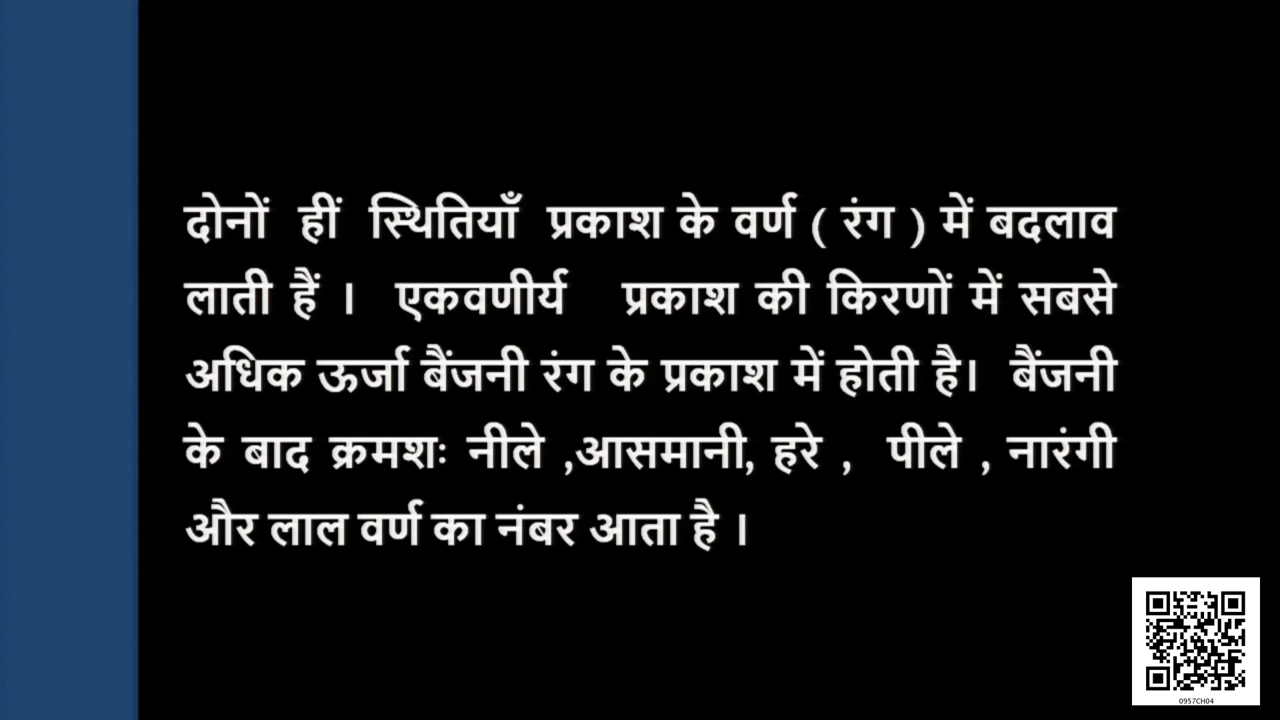 दोनों हीं स्थितियाँ प्रकाश के वर्ण ( रंग ) में बदलाव
लाती हैं । एकवणीर्य प्रकाश की किरणों में सबसे
अधिक ऊर्जा बैंजनी रंग के प्रकाश में होती है। बैंजनी
के बाद क्रमशः नीले ,आसमानी, हरे , पीले , नारंगी
और लाल वर्ण का नंबर आता है ।
0957CH04